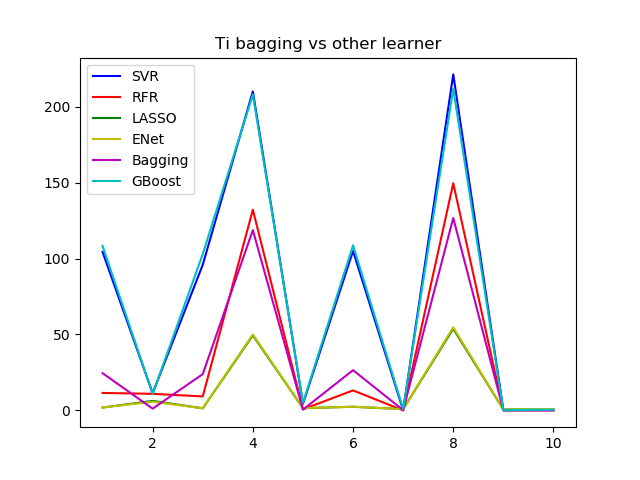 Ti bagging vs other learner
SVR
RFR
LASSO
ENet
Bagging
GBoost
200
150
100
50
0
2 4 6 8 10